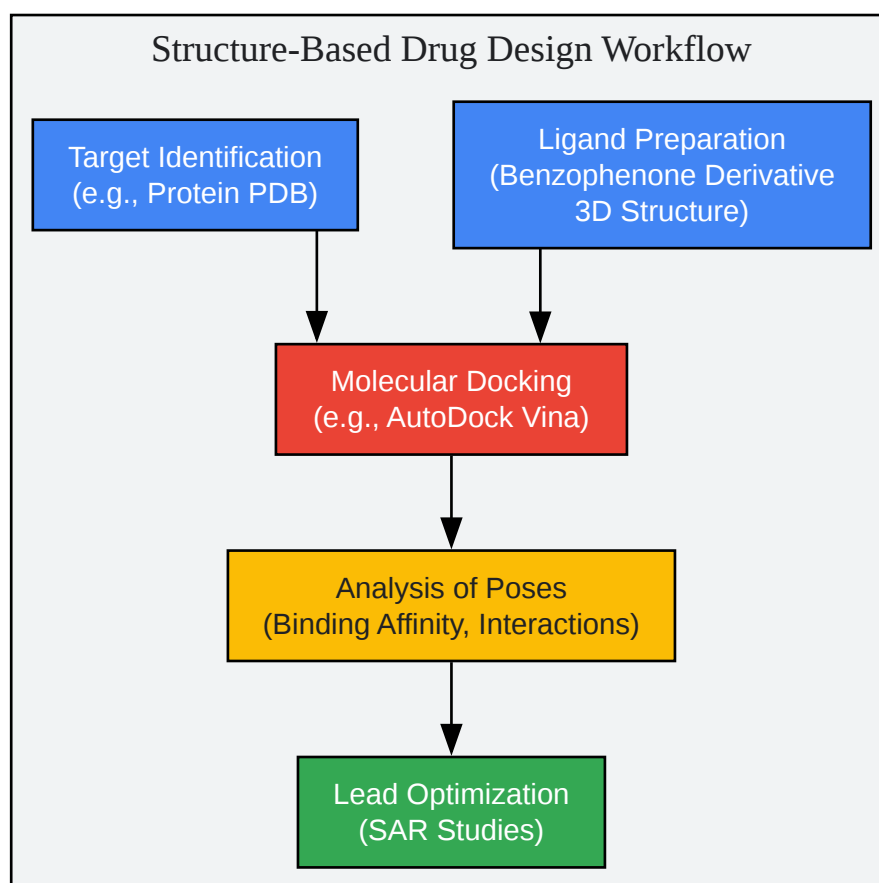 Structure-Based Drug Design Workflow
Target Identification
(e.g., Protein PDB)
Ligand Preparation
(Benzophenone Derivative
3D Structure)
Molecular Docking
(e.g., AutoDock Vina)
Analysis of Poses
(Binding Affinity, Interactions)
Lead Optimization
(SAR Studies)